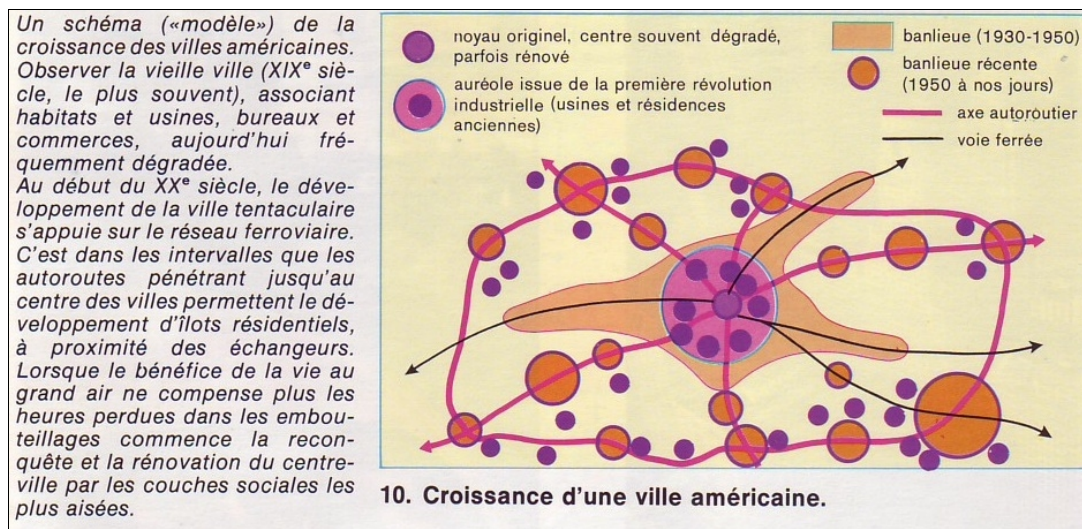 Un schéma («modèle») de la
croissance des villes américaines.
Observer la vieille ville (XIXe siè-
cle, le plus souvent), associant
habitats et usines, bureaux et
commerces, aujourd'hui fré-
quemment dégradée.
Au début du XXe siècle, le déve-
loppement de la ville tentaculaire
s'appuie sur le réseau ferroviaire.
C'est dans les intervalles que les
autoroutes pénétrant jusqu'au
centre des villes permettent le dé-
veloppement d'îlots résidentiels,
à proximité des échangeurs.
Lorsque le bénéfice de la vie au
grand air ne compense plus les
heures perdues dans les embou-
teillages commence la recon-
quête et la rénovation du centre-
ville par les couches sociales les
plus aisées.
noyau originel, centre souvent dégradé,
parfois rénové
auréole issue de la première révolution
industrielle (usines et résidences
anciennes)
banlieue (1930-1950)
banlieue récente
(1950 à nos jours)
axe autoroutier
voie ferrée
10. Croissance d'une ville américaine.